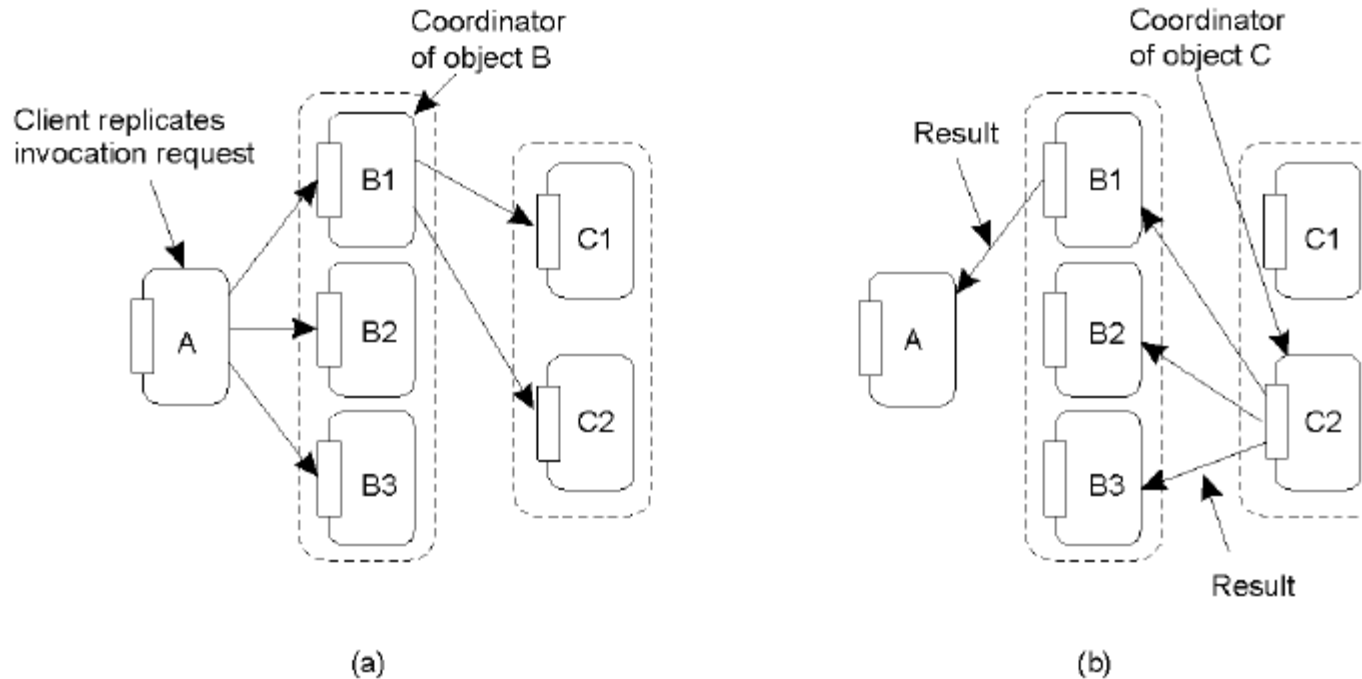 Coordinator
of object B
Client replicates
invocation request
B1
C1
A
B2
C2
B3
(a)
Coordinator
of object C
Result
B1
C1
A
B2
C2
B3
Result
(b)